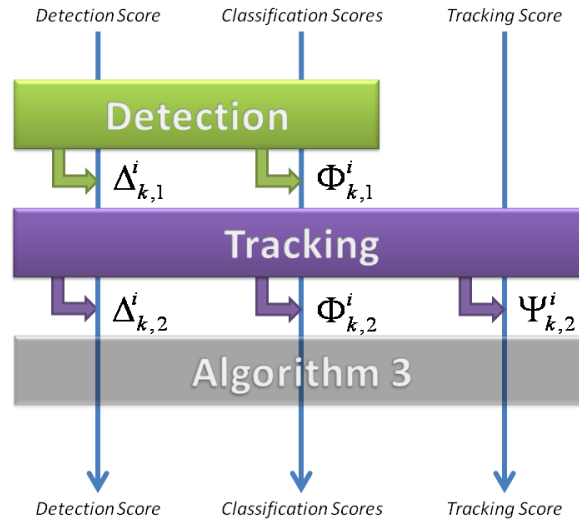 Detection Score Classification Scores Tracking Score
Detection
Δ^i_{k,1} Φ^i_{k,1}
Tracking
Δ^i_{k,2} Φ^i_{k,2} Ψ^i_{k,2}
Algorithm 3
Detection Score Classification Scores Tracking Score